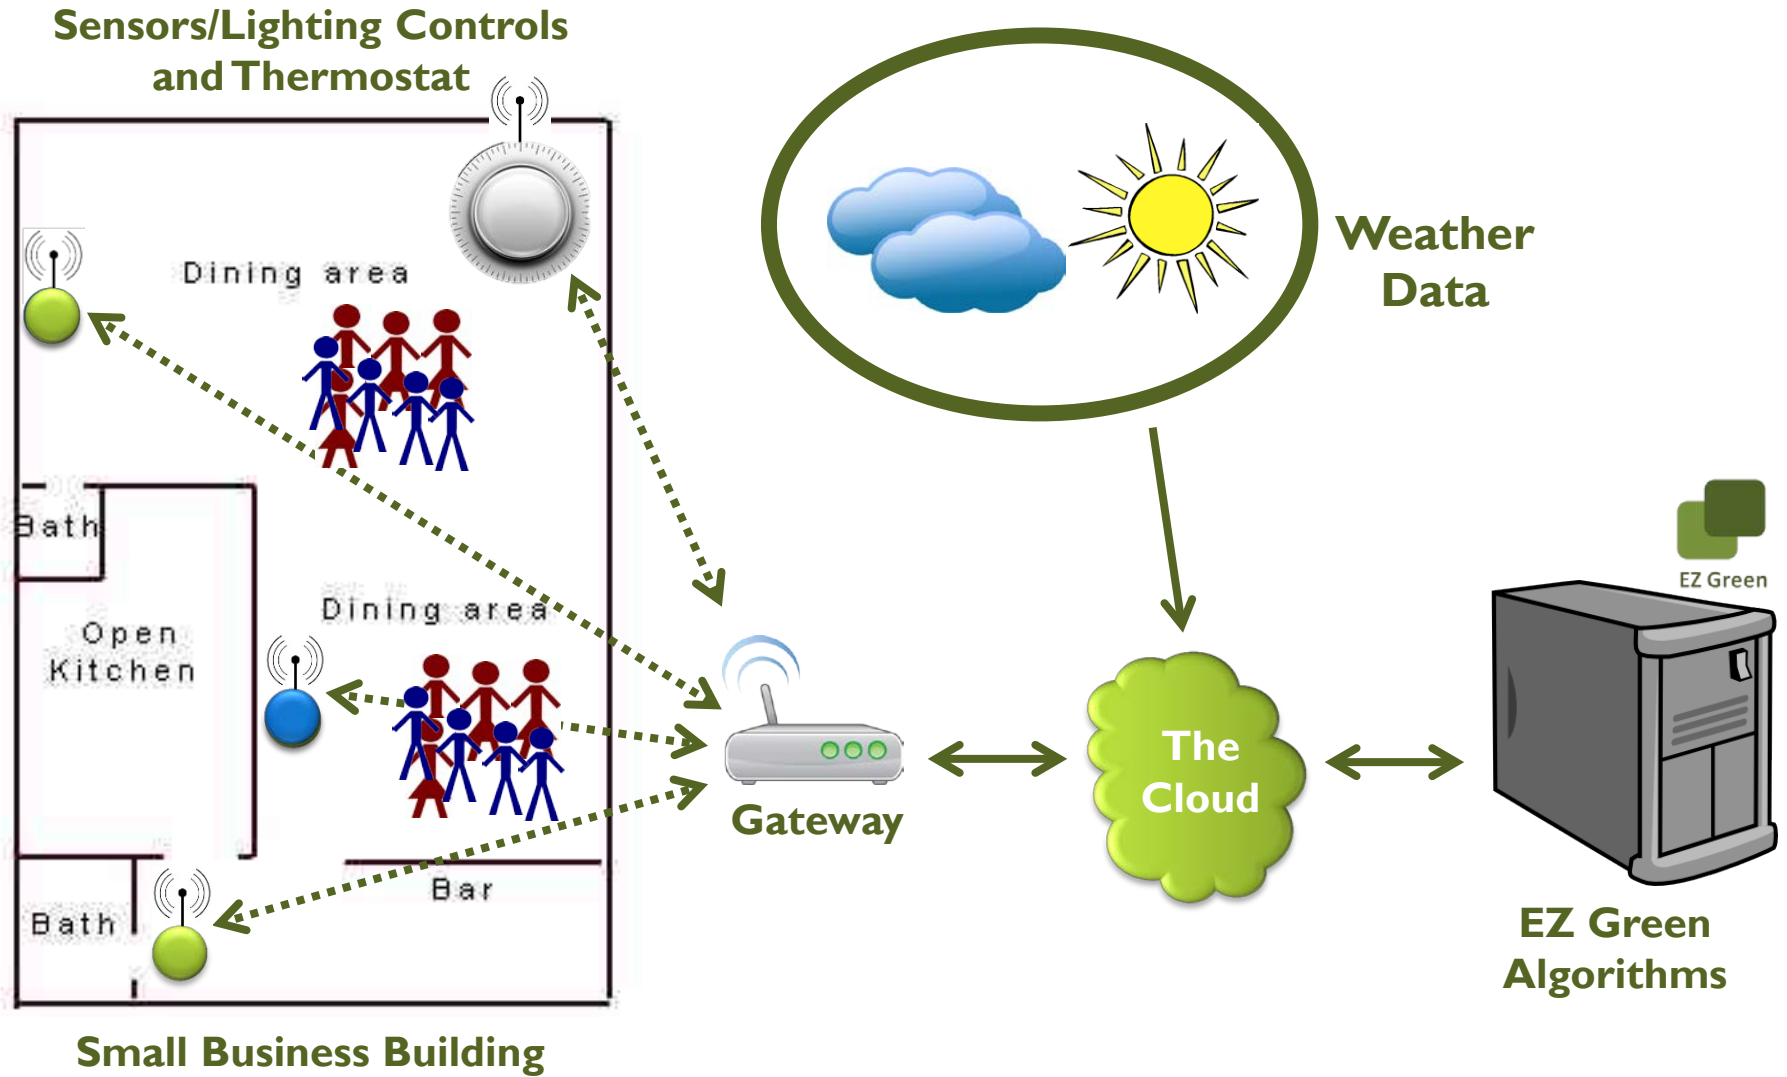 Sensors/Lighting Controls
and Thermostat
Dining area
Weather
Data
Bath
Dining area
Open
Kitchen
EZ Green
The
Cloud
Gateway
Bar
Bath
EZ Green
Algorithms
Small Business Building